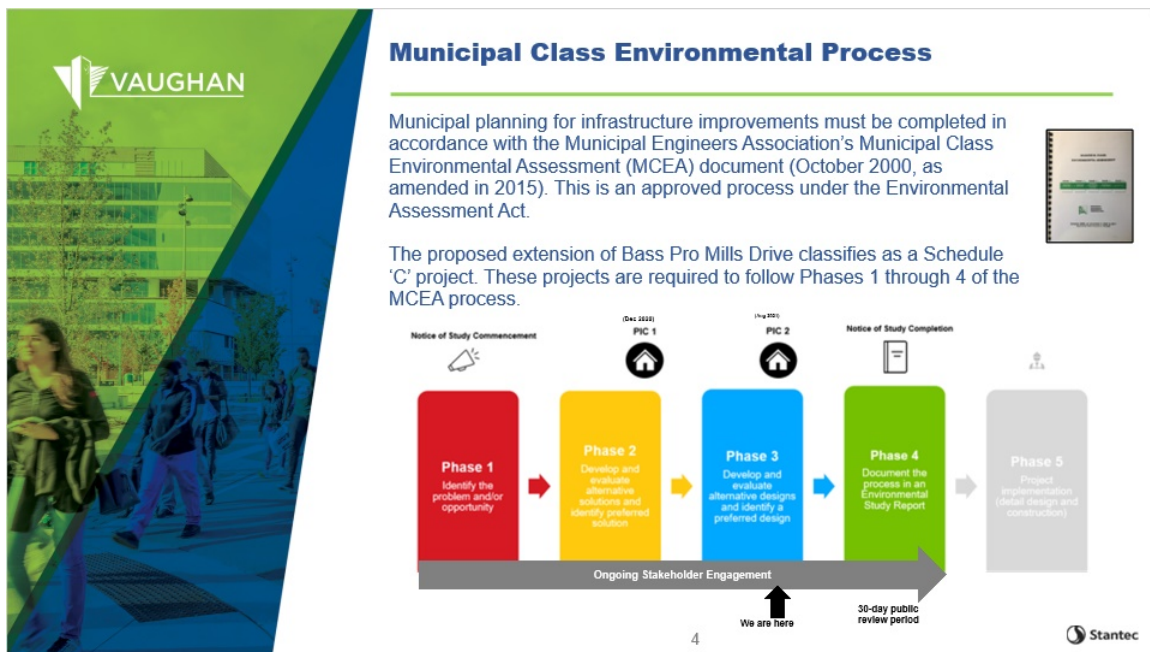 VAUGHAN
Municipal Class Environmental Process
Municipal planning for infrastructure improvements must be completed in
accordance with the Municipal Engineers Association's Municipal Class
Environmental Assessment (MCEA) document (October 2000, as
amended in 2015). This is an approved process under the Environmental
Assessment Act.
The proposed extension of Bass Pro Mills Drive classifies as a Schedule
'C' project. These projects are required to follow Phases 1 through 4 of the
MCEA process.
Notice of Study Commencement
(Dec 2020)
PIC 1
(Aug 2021)
PIC 2
Notice of Study Completion
Phase 1
Identify the
problem and/or
opportunity
Phase 2
Develop and
evaluate
alternative
solutions and
identify preferred
solution
Phase 3
Develop and
evaluate
alternative designs
and identify a
preferred design
Phase 4
Document the
process in an
Environmental
Study Report
Phase 5
Project
implementation
(detail design and
construction)
Ongoing Stakeholder Engagement
We are here
30-day public
review period
4
Stantec